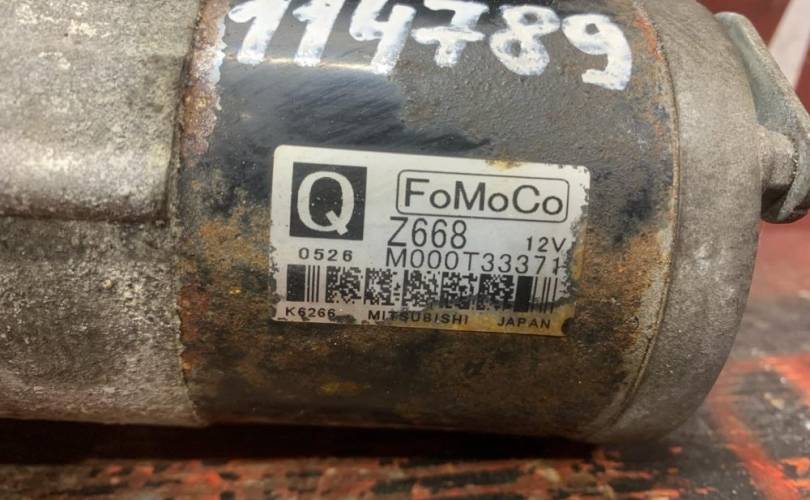 114789
Q FoMoCo
Z668 12V
0526 M000T33371
K6266 MITSUBISHI JAPAN